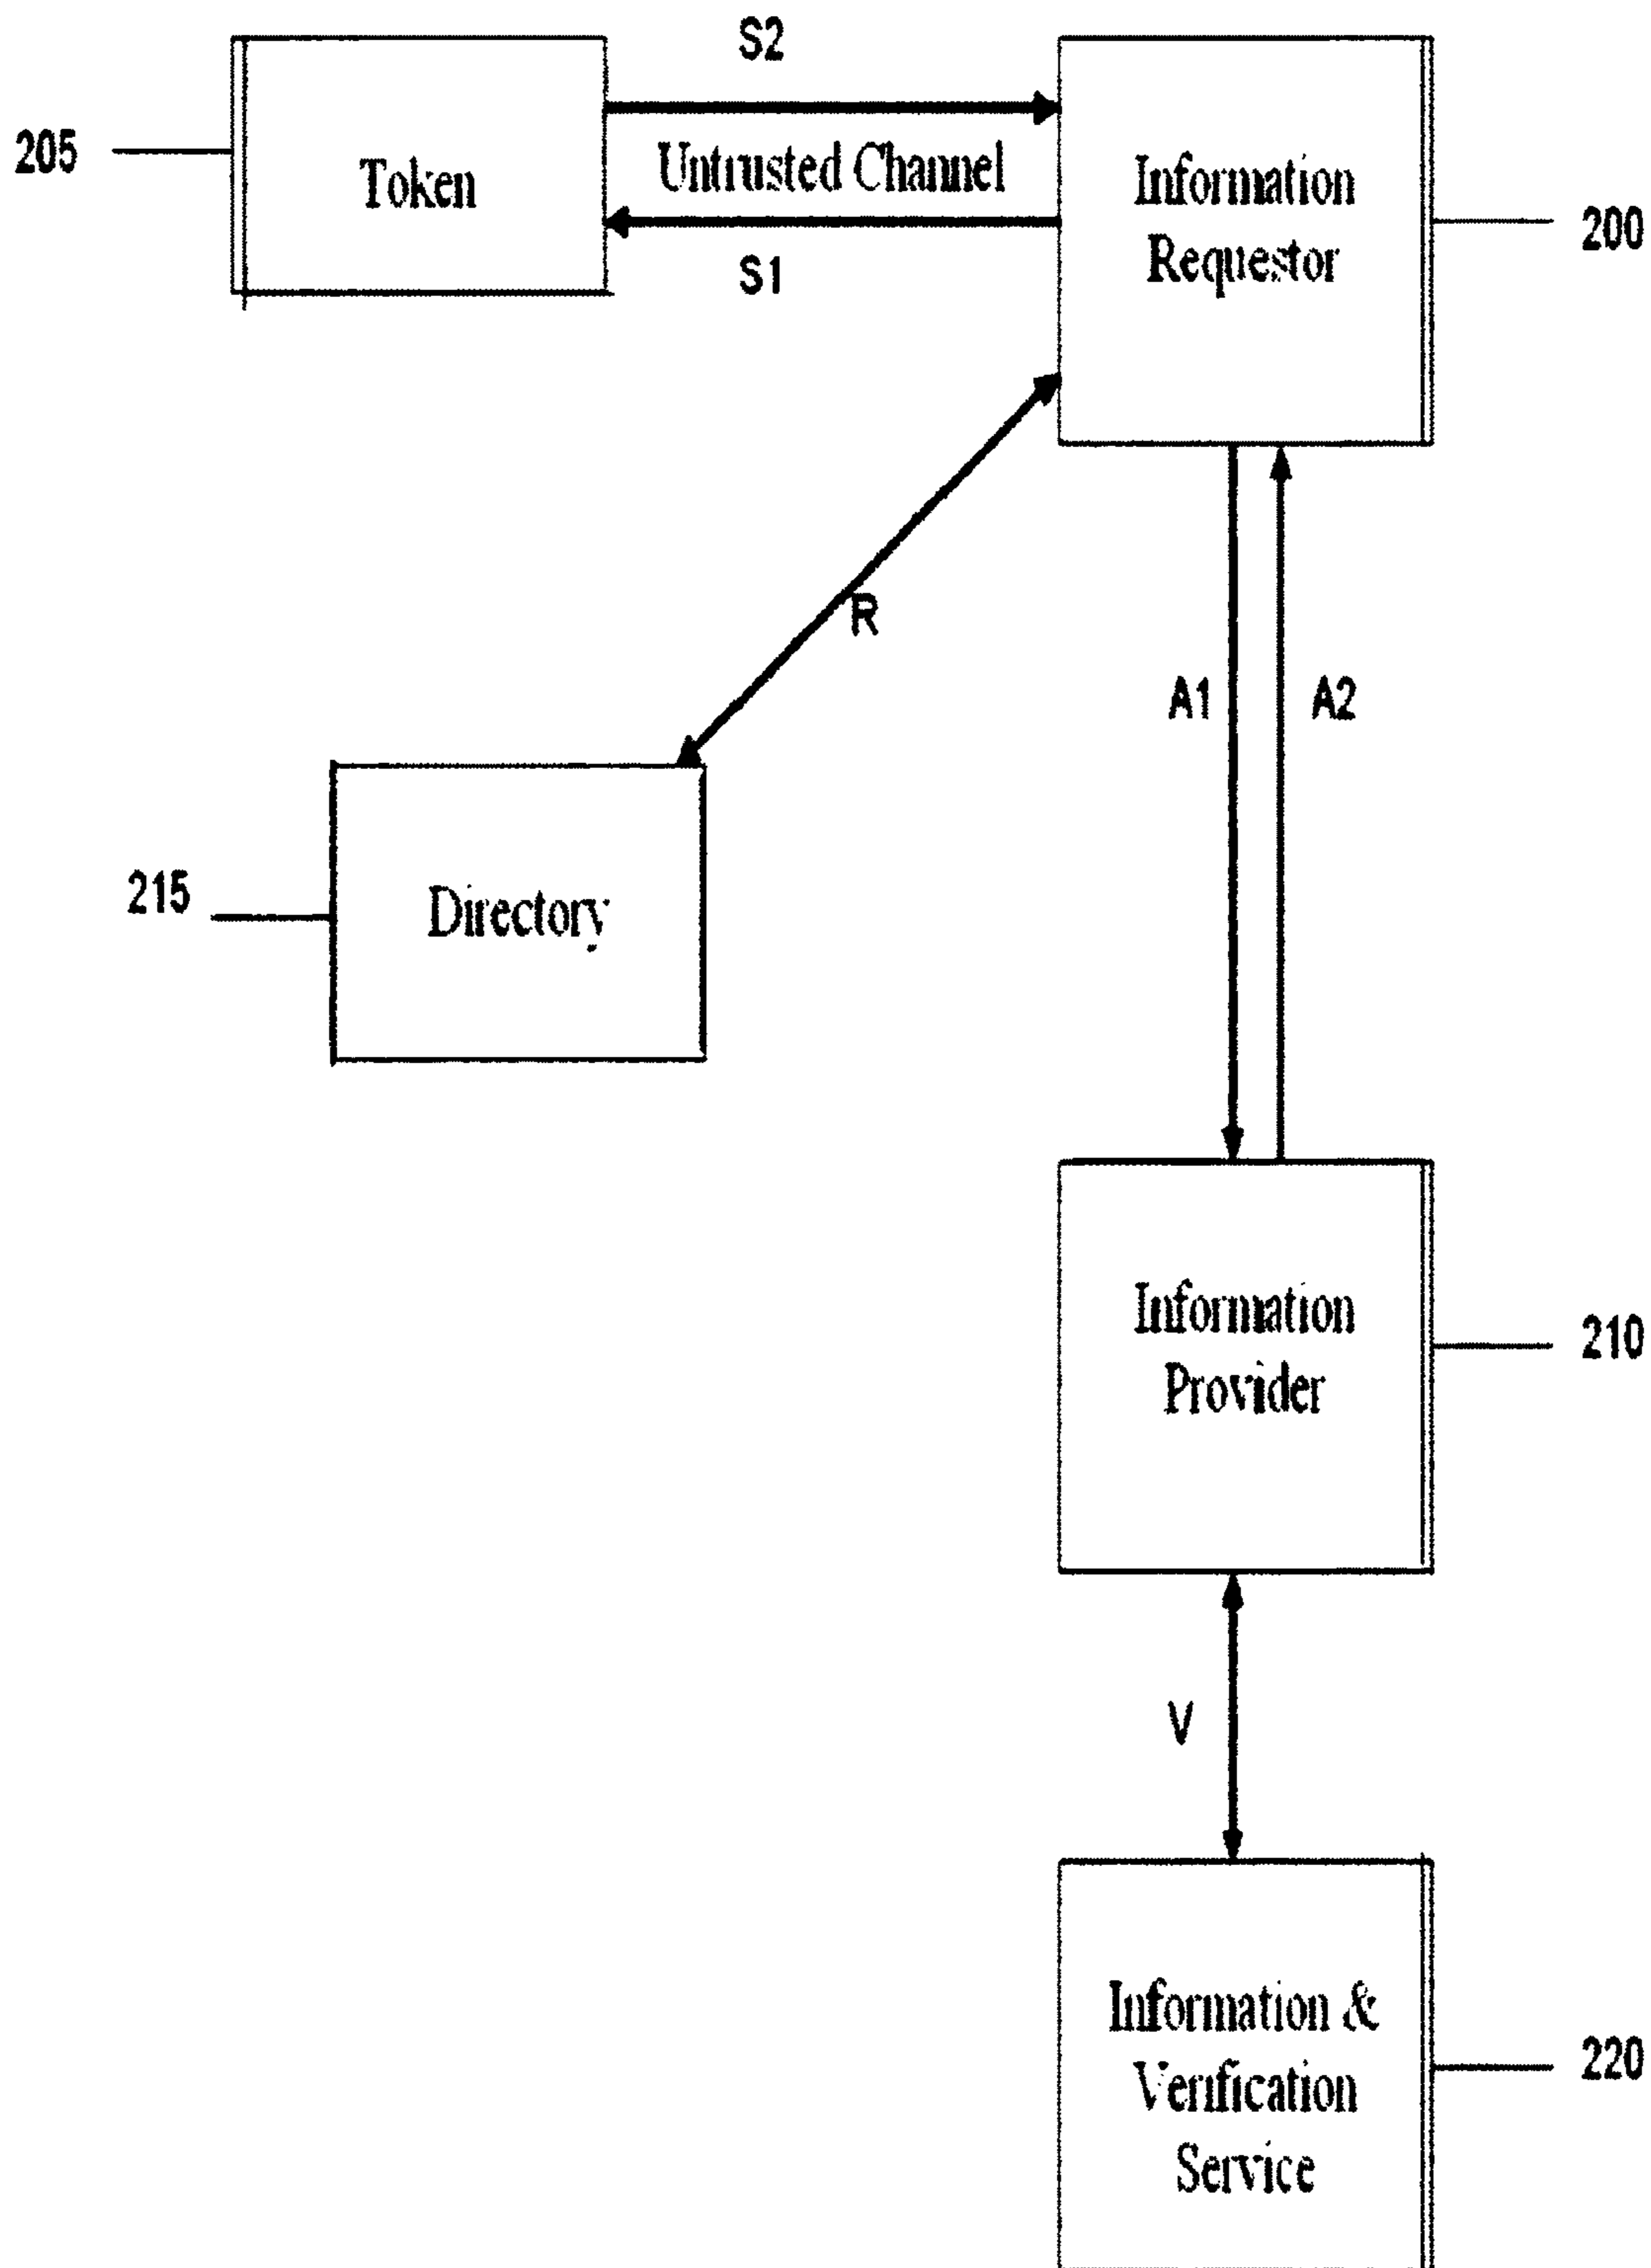 S2
205
Token
Untrusted Channel
Information
Requestor
200
S1
R
A1
A2
215
Directory
Information
Provider
210
V
Information &
Verification
Service
220